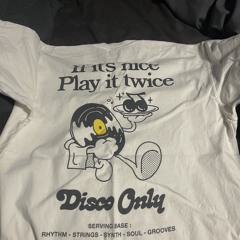 If it's nice
Play it twice
Disco Only
SERVING BASE :
RHYTHM - STRINGS - SYNTH - SOUL - GROOVES